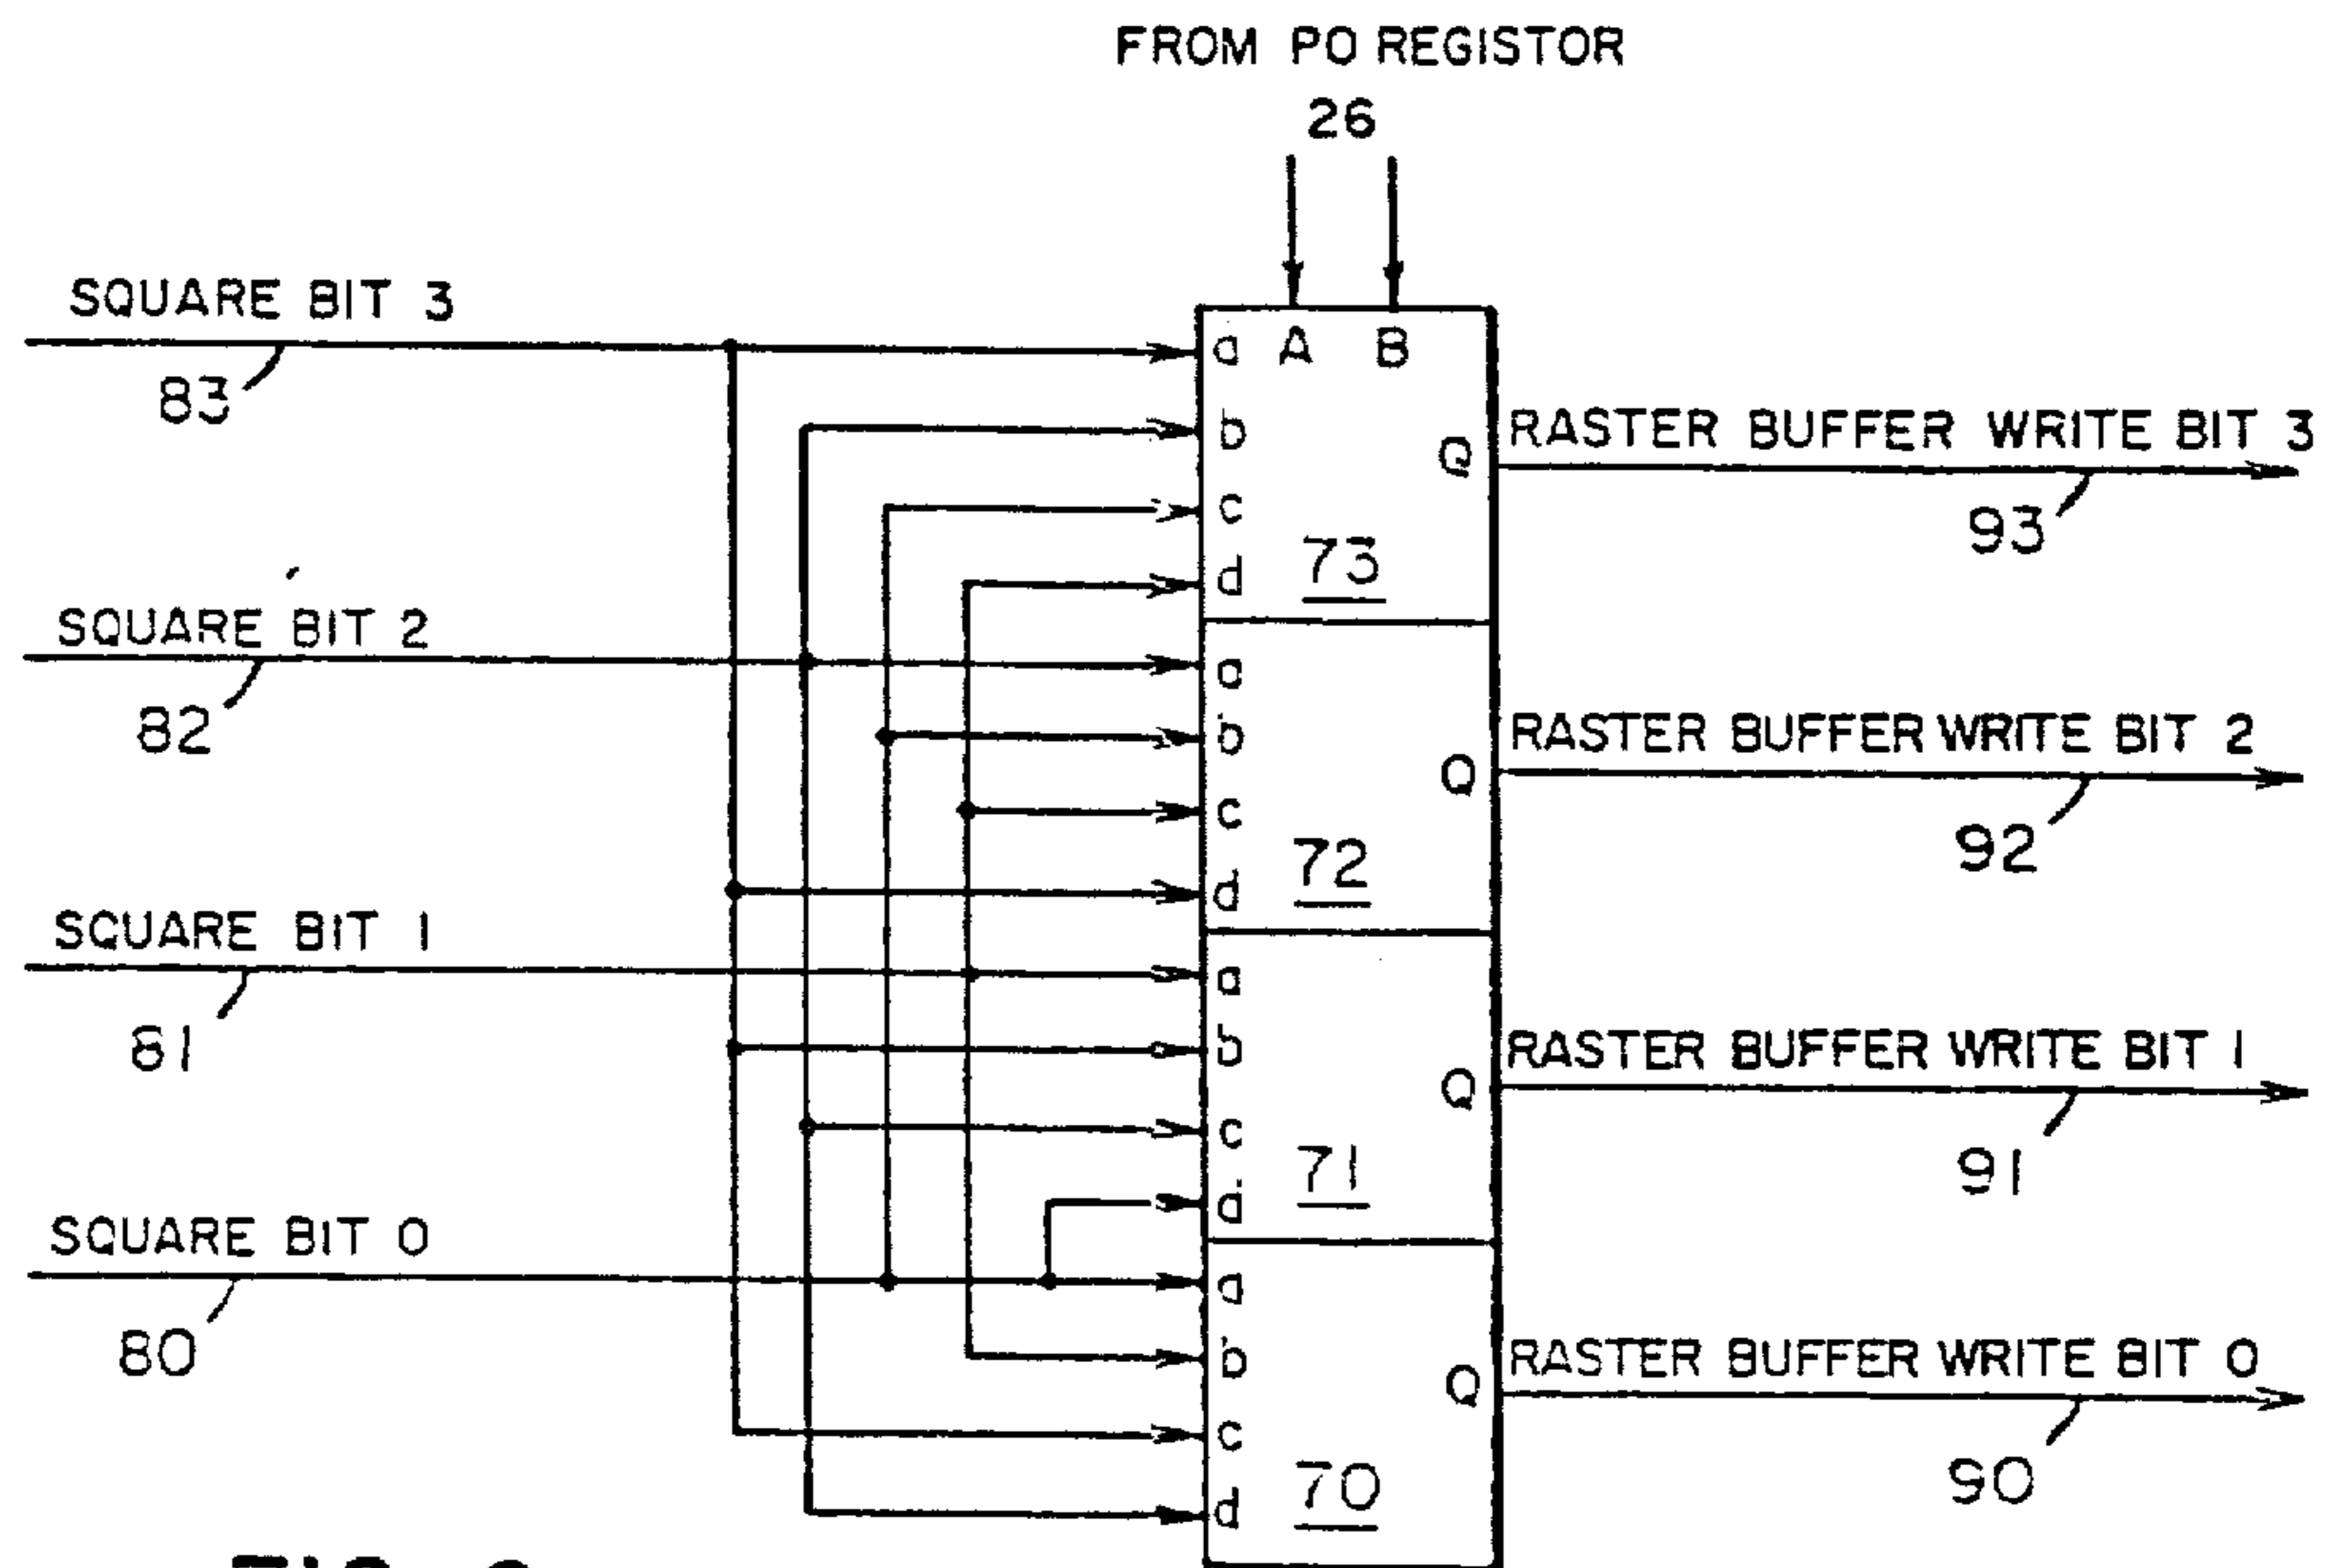 FROM PO REGISTOR
26
SQUARE BIT 3
83
a A B
b
c
d
Q
73
RASTER BUFFER WRITE BIT 3
93
SQUARE BIT 2
82
a
b
c
d
Q
72
RASTER BUFFER WRITE BIT 2
92
SQUARE BIT 1
81
a
b
c
d
Q
71
RASTER BUFFER WRITE BIT 1
91
SQUARE BIT 0
80
a
b
c
d
Q
70
RASTER BUFFER WRITE BIT 0
90